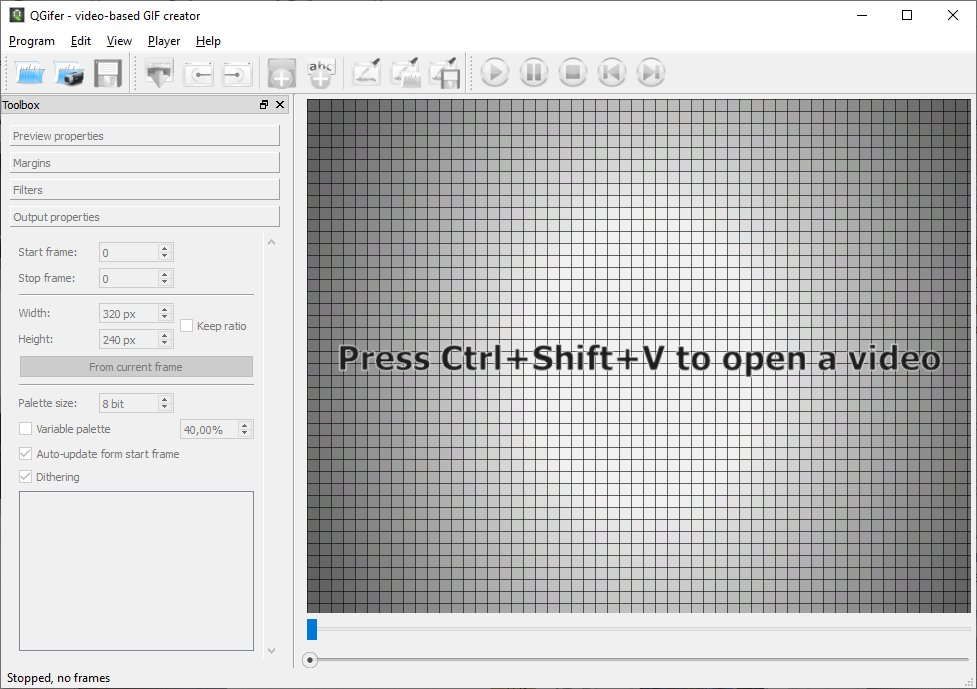 QGifer - video-based GIF creator
Program Edit View Player Help
abc
Toolbox
Preview properties
Margins
Filters
Output properties
Start frame: 0
Stop frame: 0
Width: 320 px
Height: 240 px
Keep ratio
From current frame
Palette size: 8 bit
Variable palette 40,00%
Auto-update form start frame
Dithering
Press Ctrl+Shift+V to open a video
Stopped, no frames